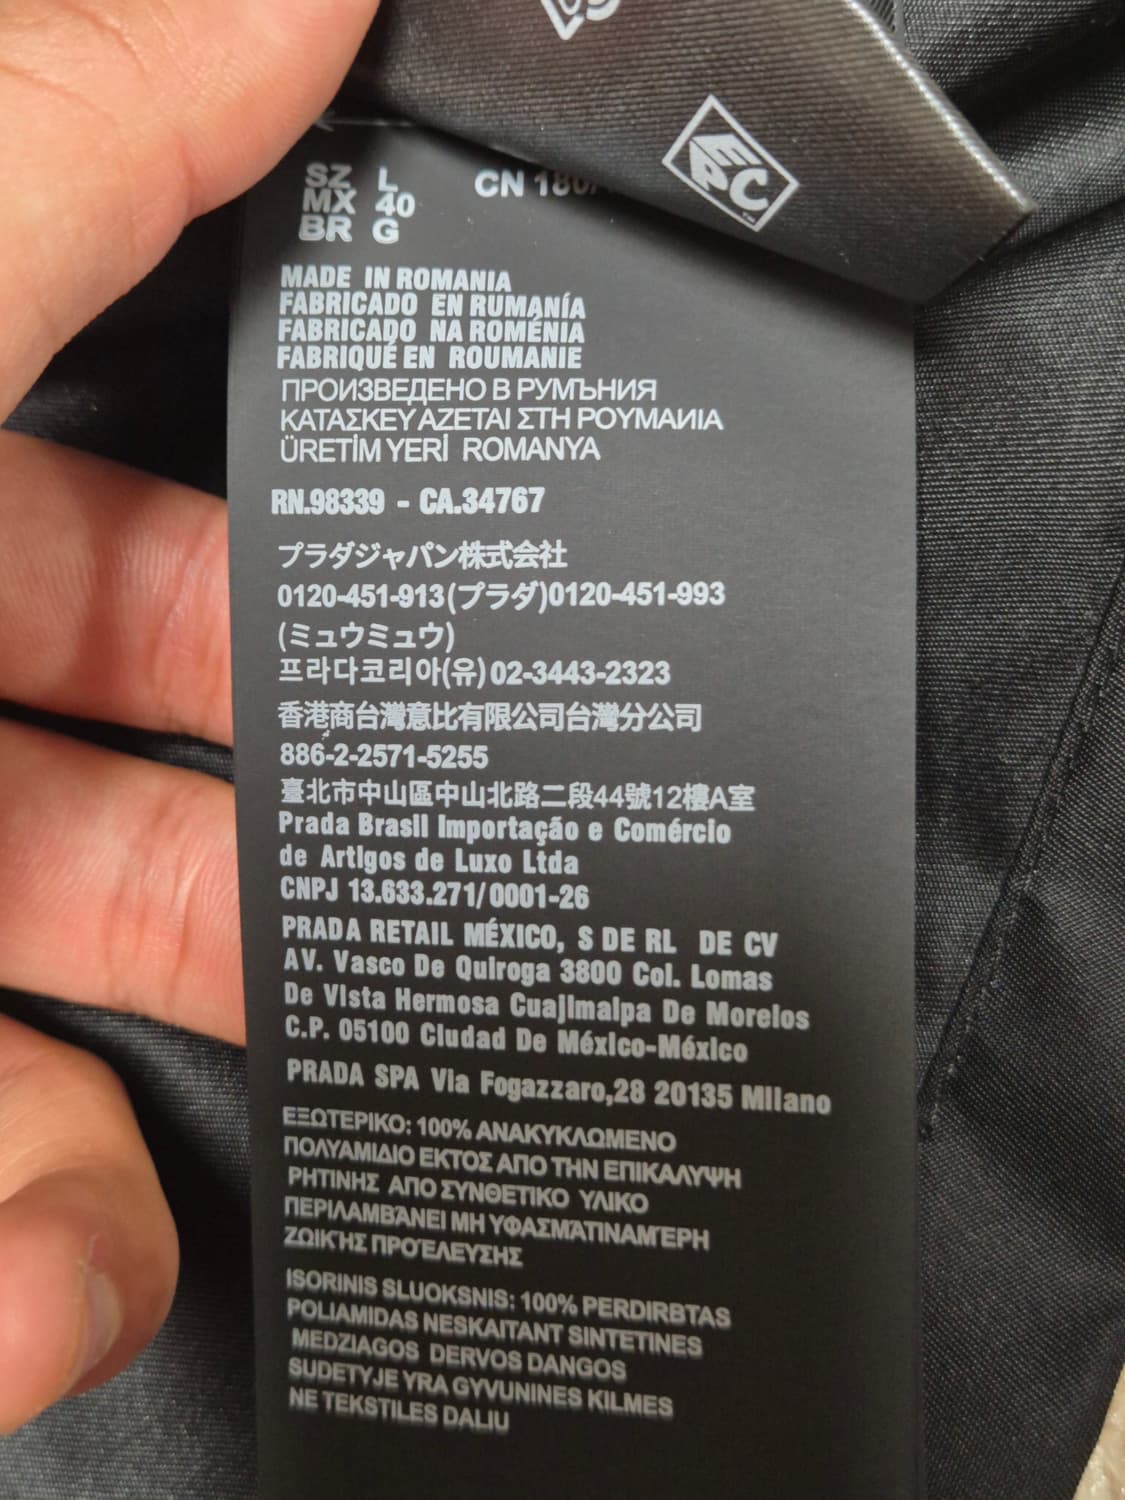 EPC
SZ L CN 180/
MX 40
BR G
MADE IN ROMANIA
FABRICADO EN RUMANÍA
FABRICADO NA ROMÉNIA
FABRIQUÉ EN ROUMANIE
ПРОИЗВЕДЕНО В РУМЪНИЯ
ΚΑΤΑΣΚΕΥΑΖΕΤΑΙ ΣΤΗ ΡΟΥΜΑΝΙΑ
ÜRETİM YERİ ROMANYA
RN.98339 - CA.34767
プラダジャパン株式会社
0120-451-913(プラダ)0120-451-993
(ミュウミュウ)
프라다코리아(유)02-3443-2323
香港商台灣意比有限公司台灣分公司
886-2-2571-5255
臺北市中山區中山北路二段44號12樓A室
Prada Brasil Importação e Comércio
de Artigos de Luxo Ltda
CNPJ 13.633.271/0001-26
PRADA RETAIL MÉXICO, S DE RL DE CV
AV. Vasco De Quiroga 3800 Col. Lomas
De Vista Hermosa Cuajimalpa De Morelos
C.P. 05100 Ciudad De México-México
PRADA SPA Via Fogazzaro,28 20135 Milano
ΕΞΩΤΕΡΙΚΟ: 100% ΑΝΑΚΥΚΛΩΜΕΝΟ
ΠΟΛΥΑΜΙΔΙΟ ΕΚΤΟΣ ΑΠΟ ΤΗΝ ΕΠΙΚΑΛΥΨΗ
ΡΗΤΙΝΗΣ ΑΠΟ ΣΥΝΘΕΤΙΚΟ ΥΛΙΚΟ
ΠΕΡΙΛΑΜΒΆΝΕΙ ΜΗ ΥΦΑΣΜΆΤΙΝΑΜΈΡΗ
ΖΩΙΚΉΣ ΠΡΟΈΛΕΥΣΗΣ
ISORINIS SLUOKSNIS: 100% PERDIRBTAS
POLIAMIDAS NESKAITANT SINTETINES
MEDZIAGOS DERVOS DANGOS
SUDETYJE YRA GYVUNINES KILMES
NE TEKSTILES DALIU